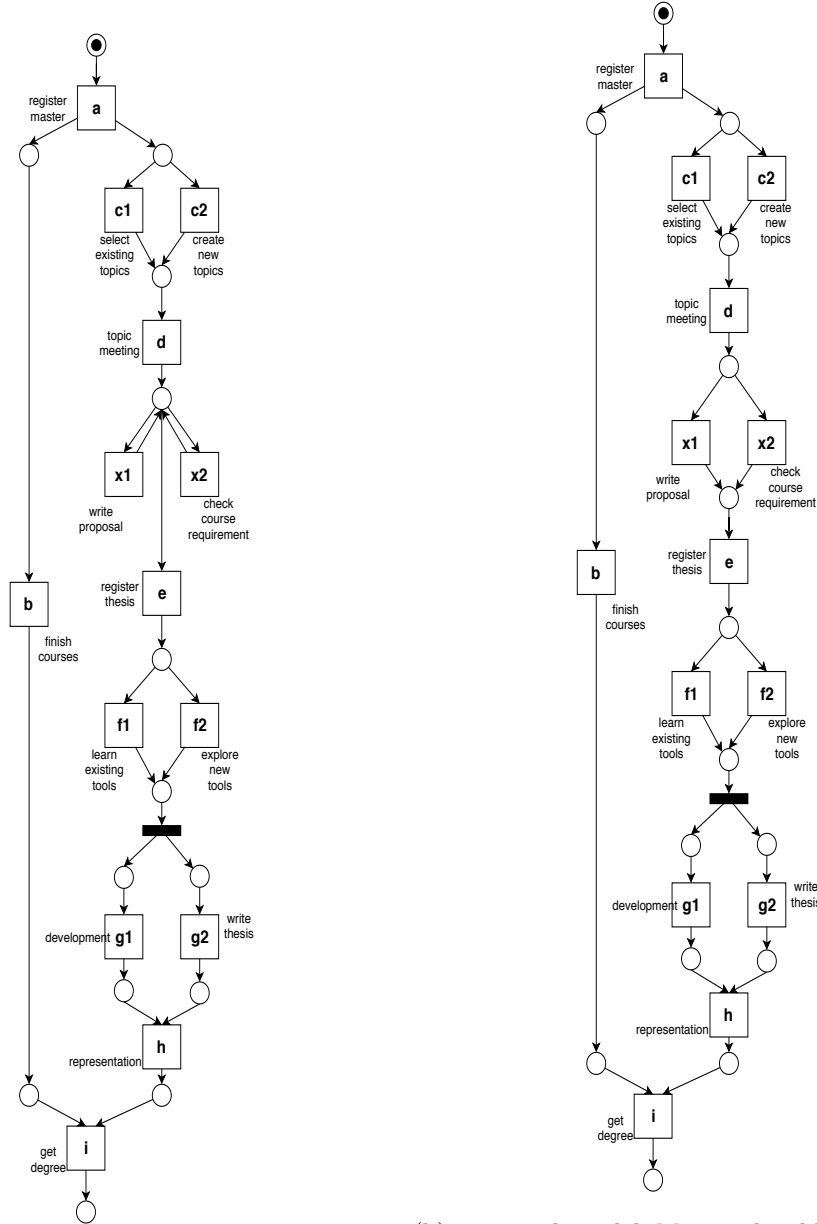 register
master
a
c1
c2
select
existing
topics
create
new
topics
topic
meeting
d
x1
x2
write
proposal
check
course
requirement
register
thesis
e
b
finish
courses
f1
f2
learn
existing
tools
explore
new
tools
development
g1
g2
write
thesis
h
representation
i
get
degree
register
master
a
c1
c2
select
existing
topics
create
new
topics
topic
meeting
d
x1
x2
write
proposal
check
course
requirement
register
thesis
e
b
finish
courses
f1
f2
learn
existing
tools
explore
new
tools
development
g1
g2
write
thesis
h
representation
i
get
degree